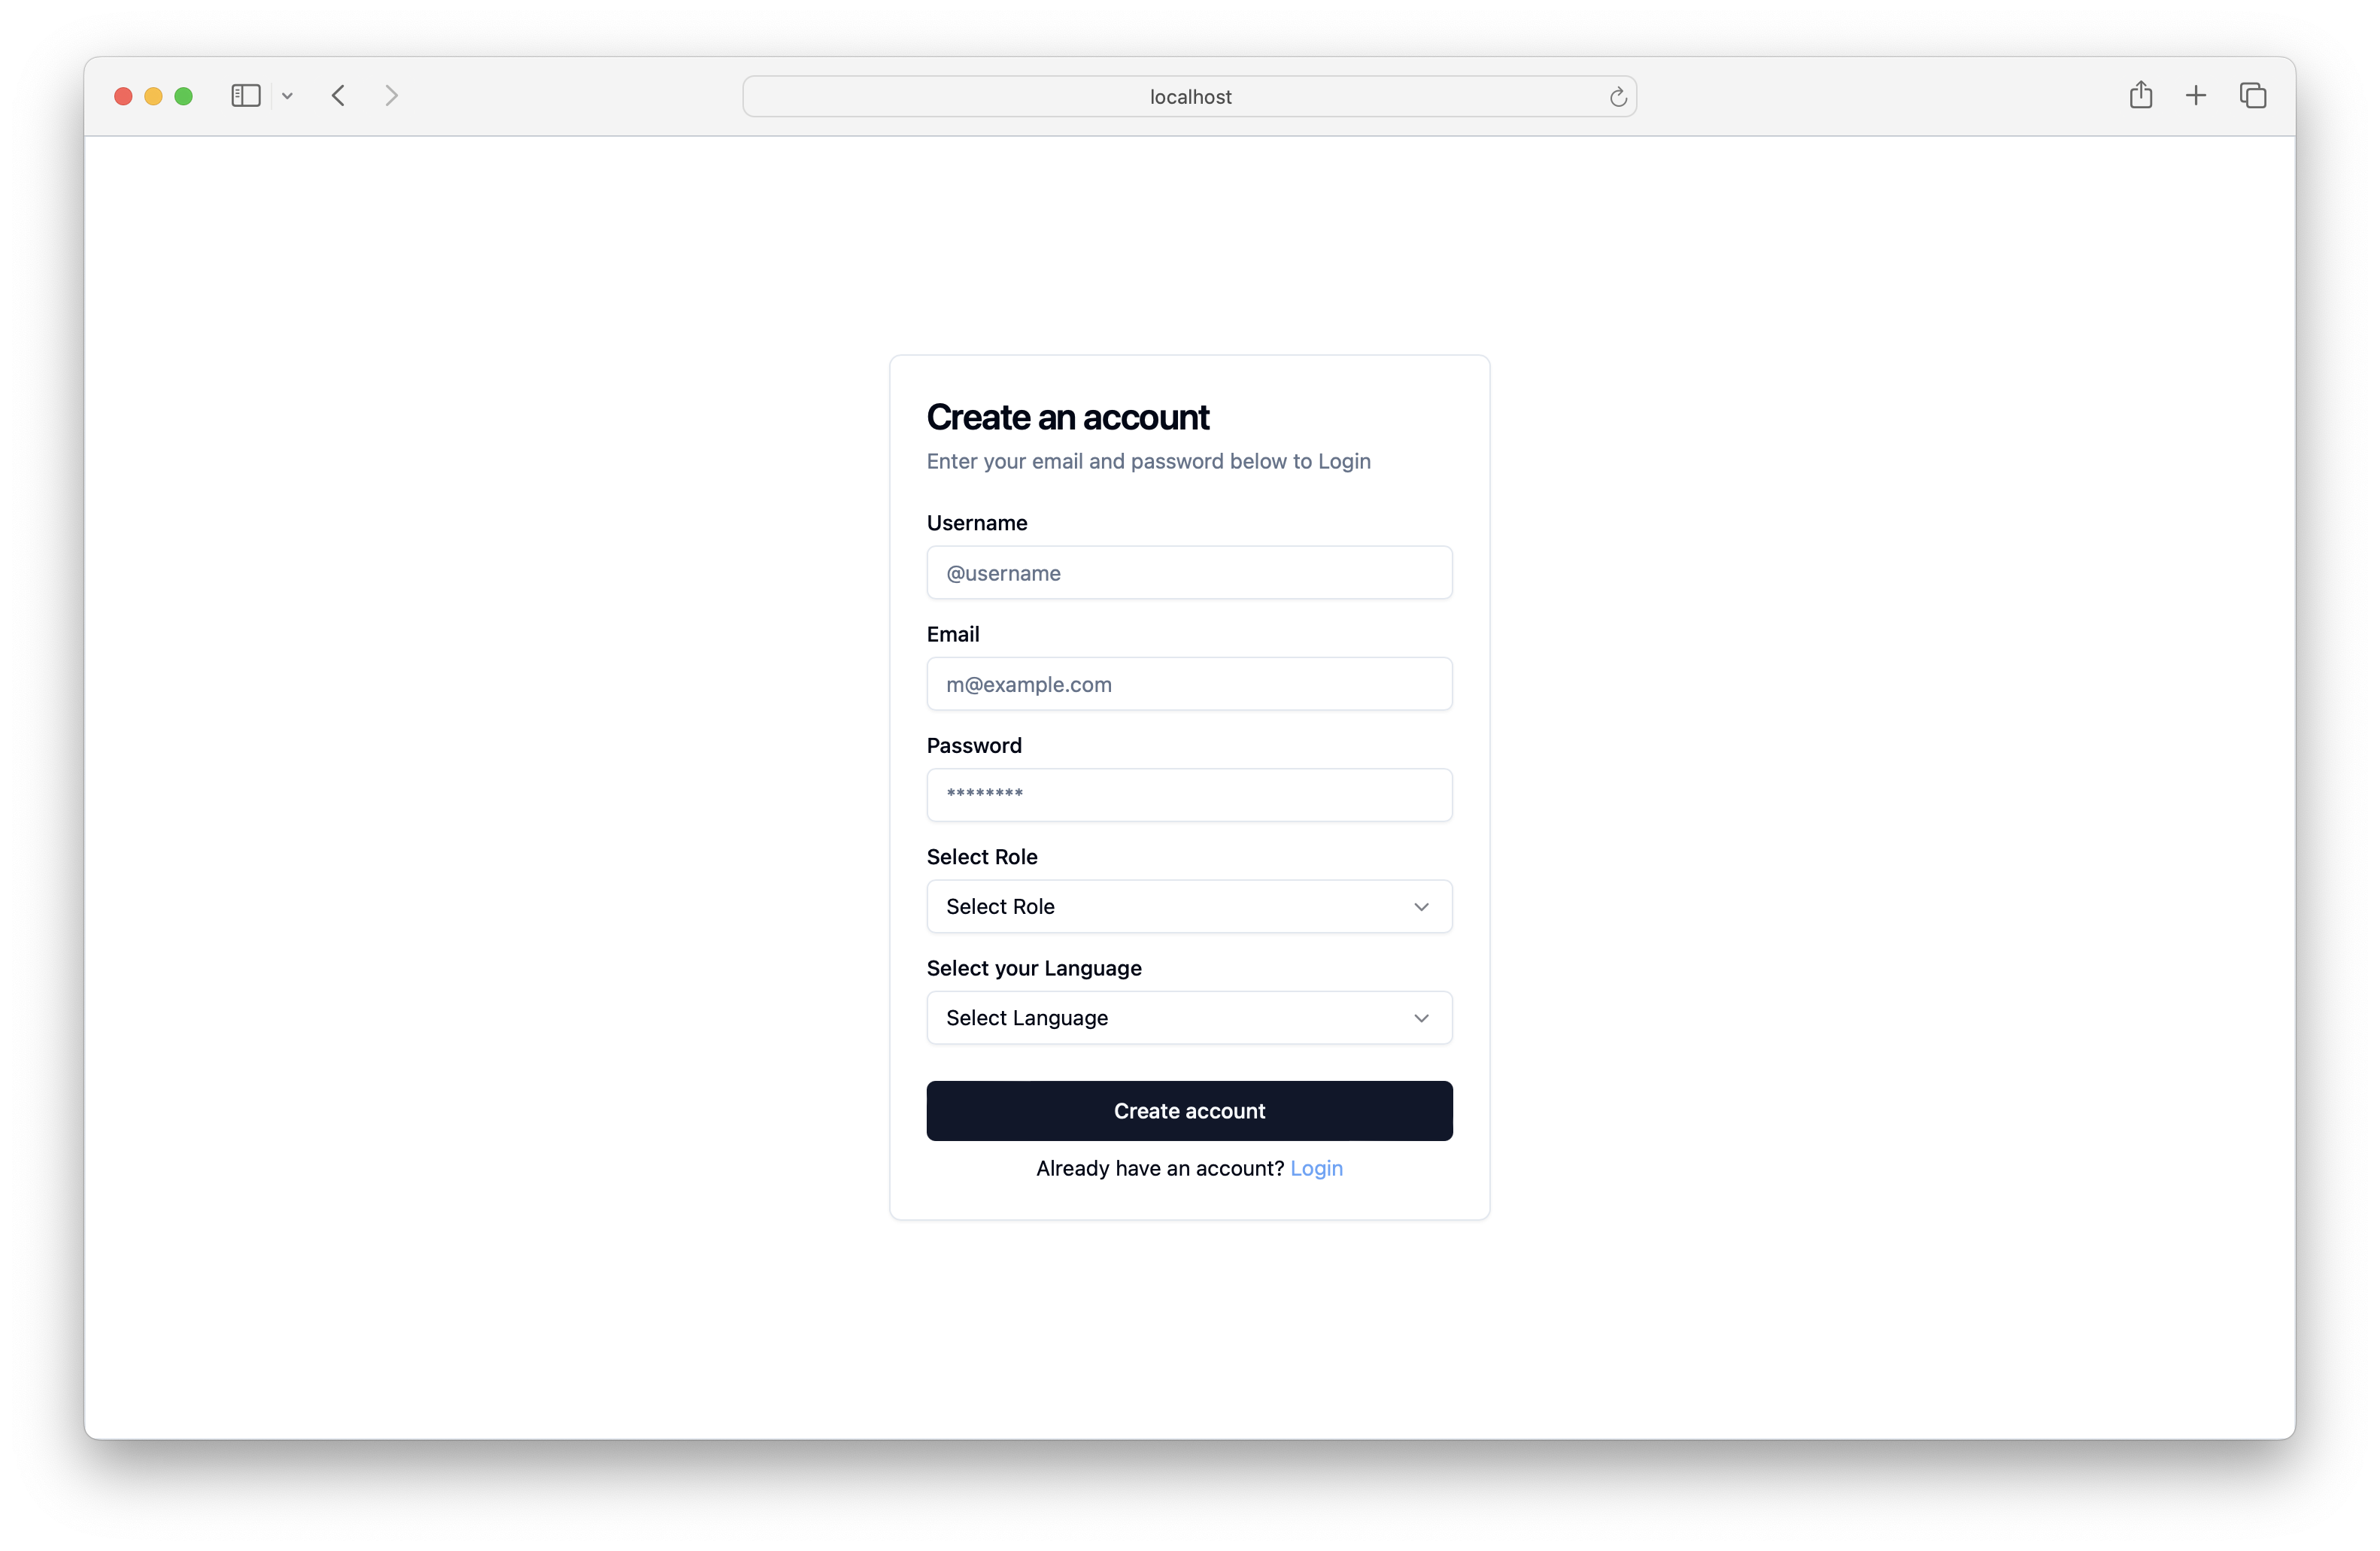 localhost
Create an account
Enter your email and password below to Login
Username
@username
Email
m@example.com
Password
********
Select Role
Select Role
Select your Language
Select Language
Create account
Already have an account? Login